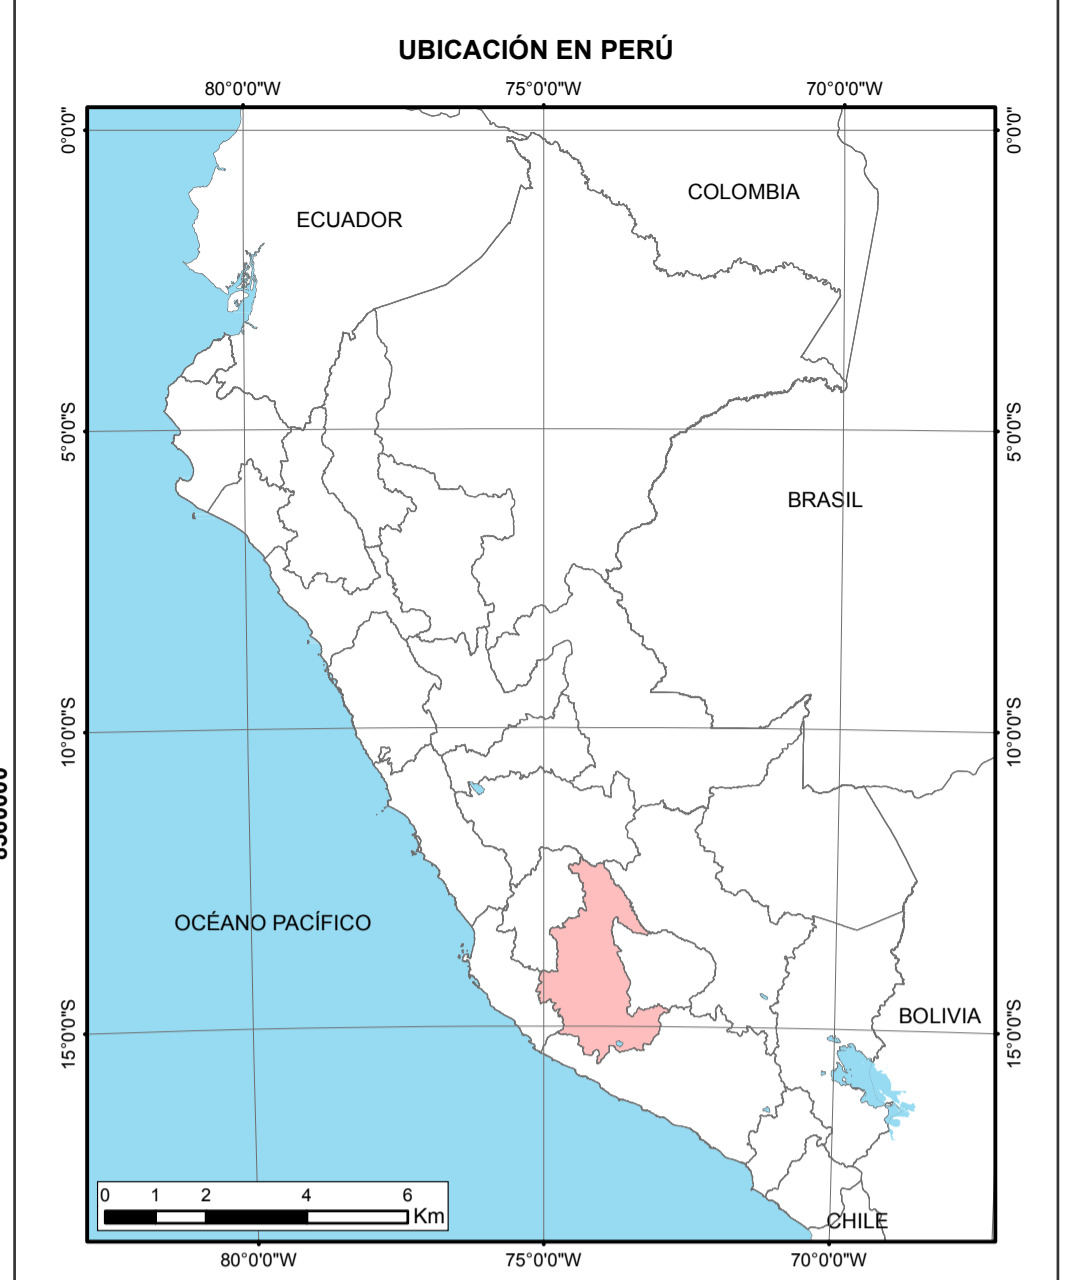 UBICACIÓN EN PERÚ
80°0'0"W 75°0'0"W 70°0'0"W
0°0'0" 0°0'0"
COLOMBIA
ECUADOR
5°0'0"S 5°0'0"S
BRASIL
10°0'0"S 10°0'0"S
OCÉANO PACÍFICO
BOLIVIA
15°0'0"S 15°0'0"S
0 1 2 4 6
Km
CHILE
80°0'0"W 75°0'0"W 70°0'0"W